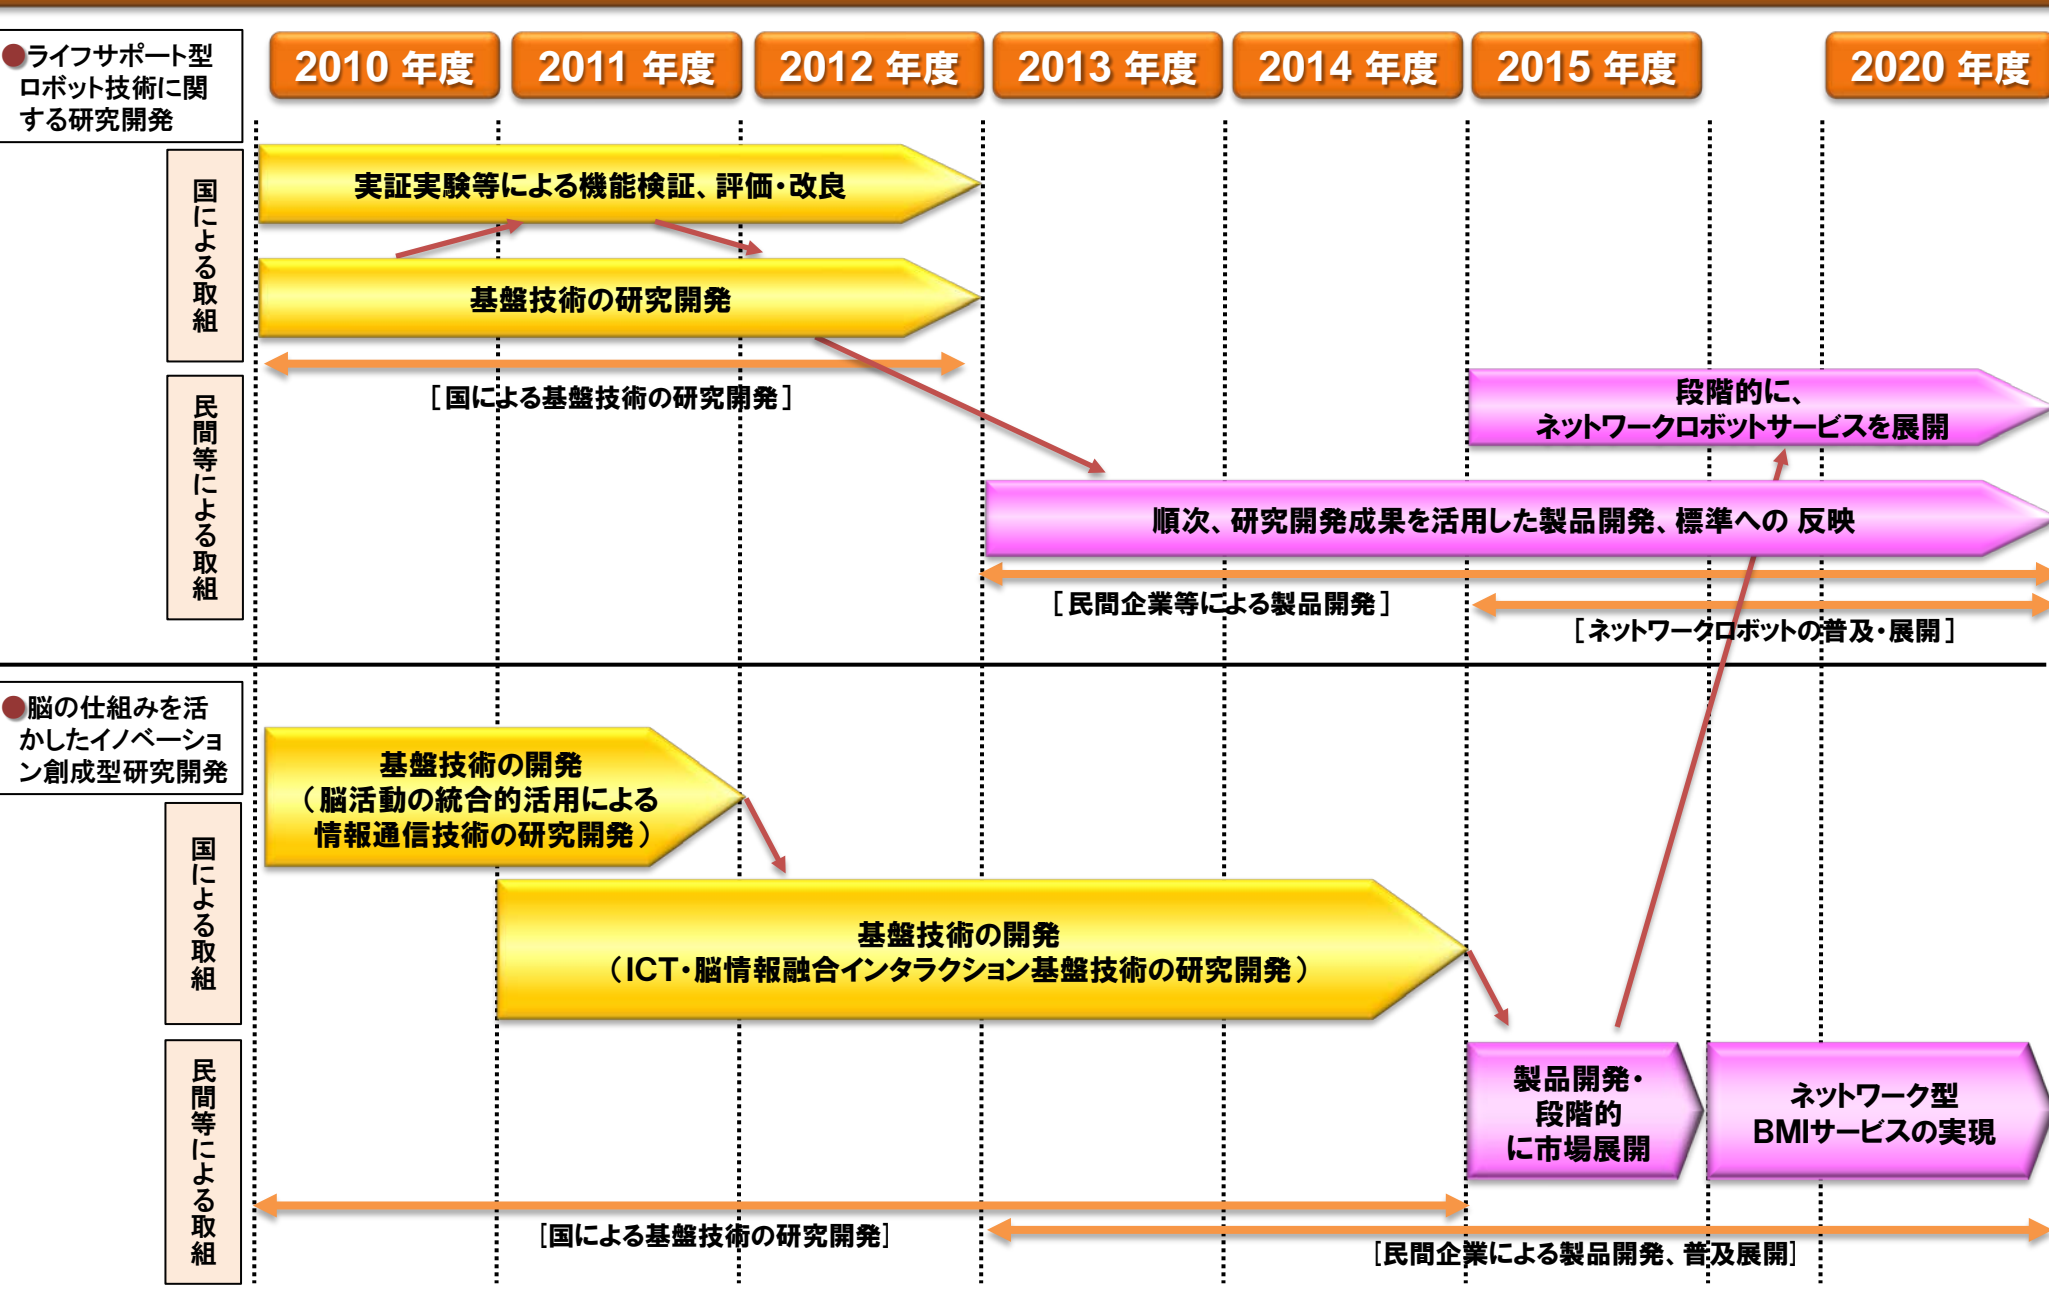 ●ライフサポート型
ロボット技術に関
する研究開発
2010 年度
2011 年度
2012 年度
2013 年度
2014 年度
2015 年度
2020 年度
国による取組
実証実験等による機能検証、評価・改良
基盤技術の研究開発
［国による基盤技術の研究開発］
民間等による取組
段階的に、
ネットワークロボットサービスを展開
順次、研究開発成果を活用した製品開発、標準への 反映
［民間企業等による製品開発］
［ネットワークロボットの普及・展開］
●脳の仕組みを活
かしたイノベーショ
ン創成型研究開発
国による取組
基盤技術の開発
（脳活動の統合的活用による
情報通信技術の研究開発）
基盤技術の開発
（ICT・脳情報融合インタラクション基盤技術の研究開発）
民間等による取組
製品開発・
段階的
に市場展開
ネットワーク型
BMIサービスの実現
[国による基盤技術の研究開発]
[民間企業による製品開発、普及展開]